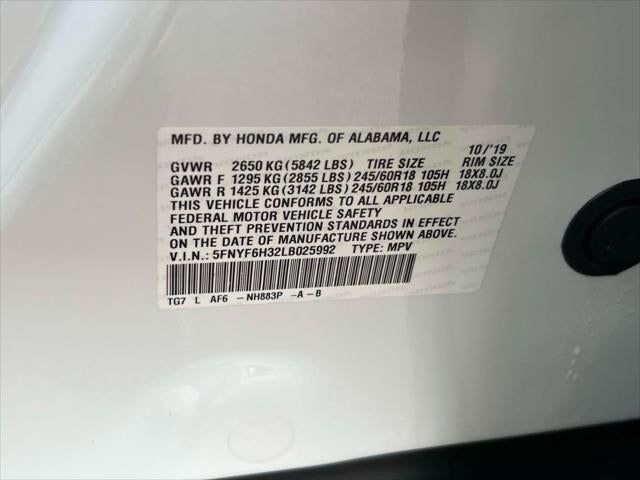 MFD. BY HONDA MFG. OF ALABAMA, LLC
10/'19
GVWR 2650 KG(5842 LBS) TIRE SIZE RIM SIZE
GAWR F 1295 KG(2855 LBS)245/60R18 105H 18X8.0J
GAWR R 1425 KG(3142 LBS)245/60R18 105H 18X8.0J
THIS VEHICLE CONFORMS TO ALL APPLICABLE
FEDERAL MOTOR VEHICLE SAFETY
AND THEFT PREVENTION STANDARDS IN EFFECT
ON THE DATE OF MANUFACTURE SHOWN ABOVE.
V.I.N.: 5FNYF6H32LB025992 TYPE: MPV
TG7 L AF6 -NH883P -A-B